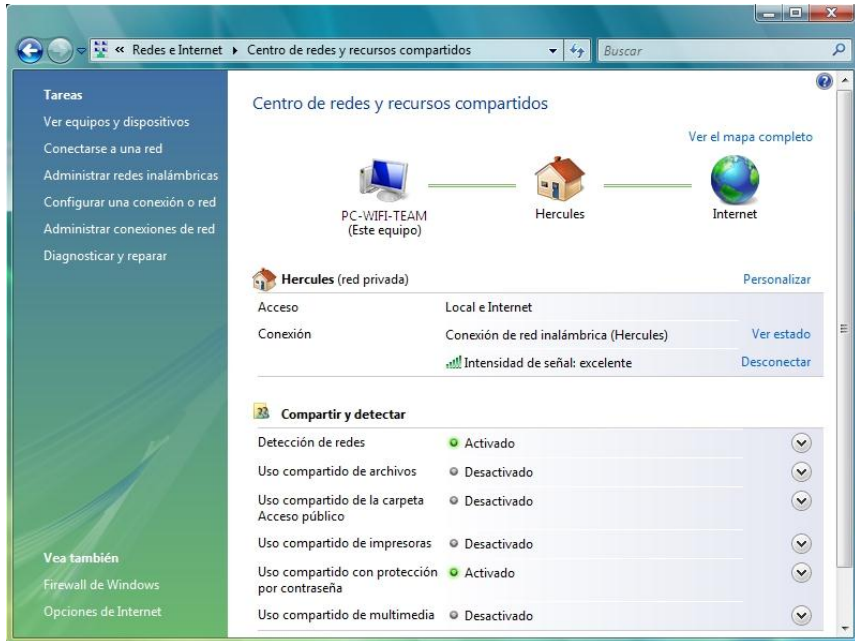 « Redes e Internet ▸ Centro de redes y recursos compartidos
Buscar
Tareas
Ver equipos y dispositivos
Conectarse a una red
Administrar redes inalámbricas
Configurar una conexión o red
Administrar conexiones de red
Diagnosticar y reparar
Vea también
Firewall de Windows
Opciones de Internet
Centro de redes y recursos compartidos
Ver el mapa completo
PC-WIFI-TEAM
(Este equipo)
Hercules
Internet
Hercules (red privada) Personalizar
Acceso Local e Internet
Conexión Conexión de red inalámbrica (Hercules) Ver estado
Intensidad de señal: excelente Desconectar
Compartir y detectar
Detección de redes Activado
Uso compartido de archivos Desactivado
Uso compartido de la carpeta Desactivado
Acceso público
Uso compartido de impresoras Desactivado
Uso compartido con protección Activado
por contraseña
Uso compartido de multimedia Desactivado